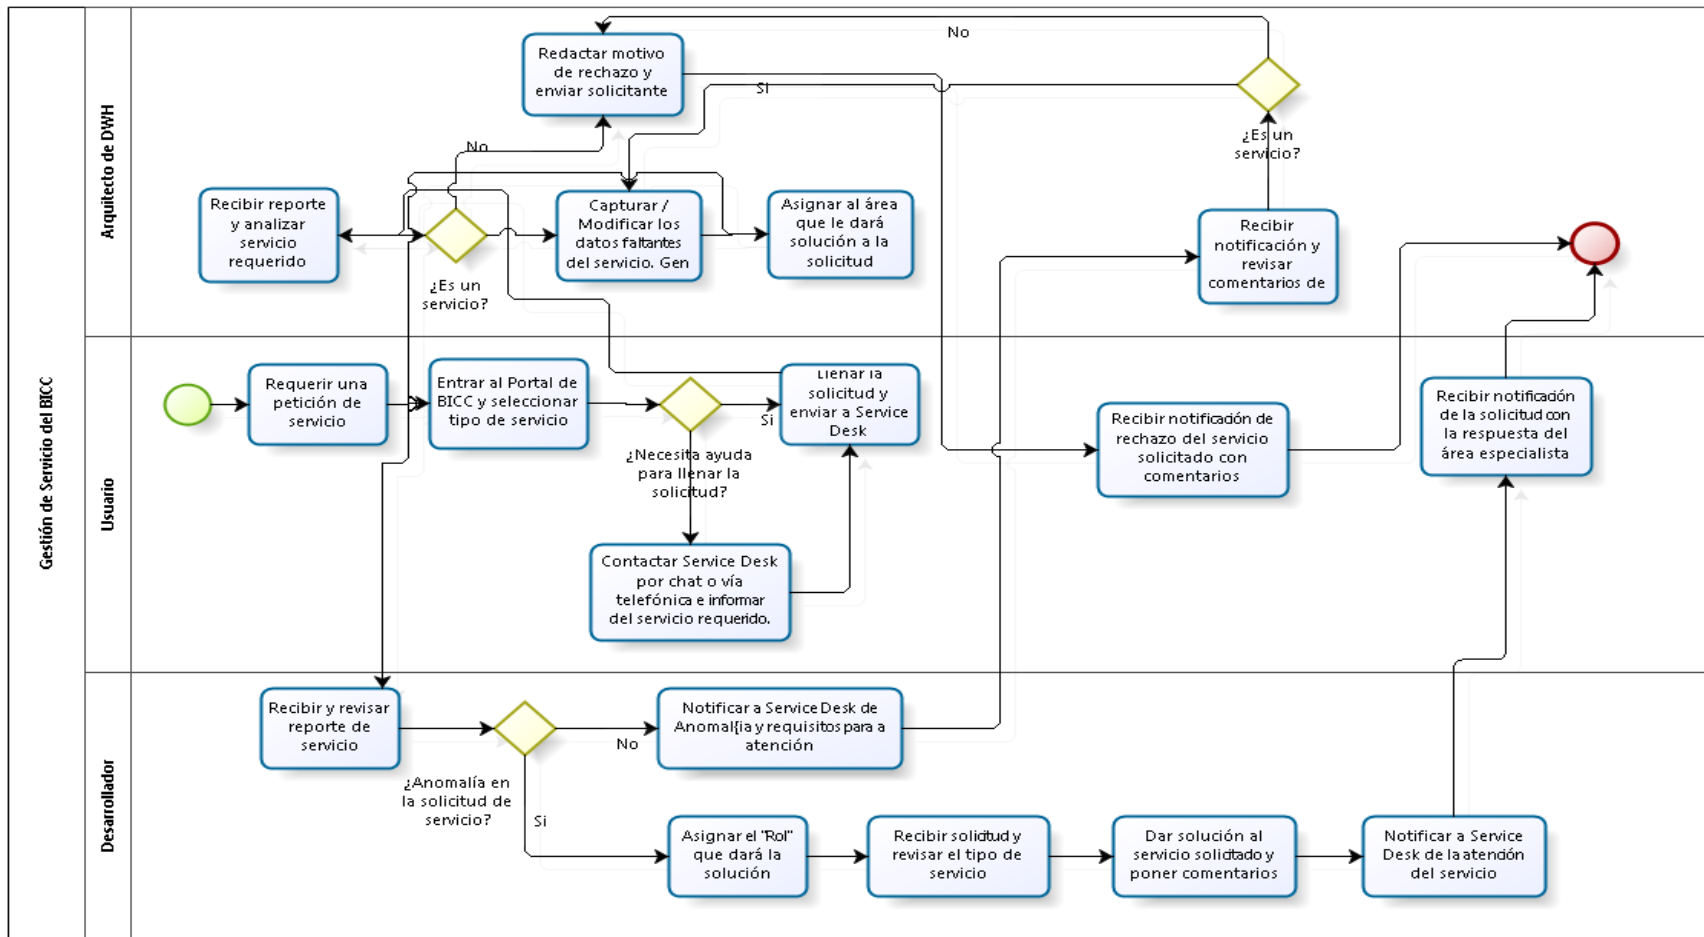 Gestión de Servicio del BICC
Arquitecto de DWH
No
Redactar motivo
de rechazo y
enviar solicitante
Si
¿Es un
servicio?
No
Recibir reporte
y analizar
servicio
requerido
¿Es un
servicio?
Capturar /
Modificar los
datos faltantes
del servicio. Gen
Asignar al área
que le dará
solución a la
solicitud
Recibir
notificación y
revisar
comentarios de
Usuario
Requerir una
petición de
servicio
Entrar al Portal de
BICC y seleccionar
tipo de servicio
Si
¿Necesita ayuda
para llenar la
solicitud?
Llenar la
solicitud y
enviar a Service
Desk
Contactar Service Desk
por chat o vía
telefónica e informar
del servicio requerido.
Recibir notificación de
rechazo del servicio
solicitado con
comentarios
Recibir notificación
de la solicitud con
la respuesta del
área especialista
Desarrollador
Recibir y revisar
reporte de
servicio
¿Anomalía en
la solicitud de
servicio?
No
Si
Notificar a Service Desk de
Anomal{ia y requisitos para a
atención
Asignar el "Rol"
que dará la
solución
Recibir solicitud y
revisar el tipo de
servicio
Dar solución al
servicio solicitado y
poner comentarios
Notificar a Service
Desk de la atención
del servicio